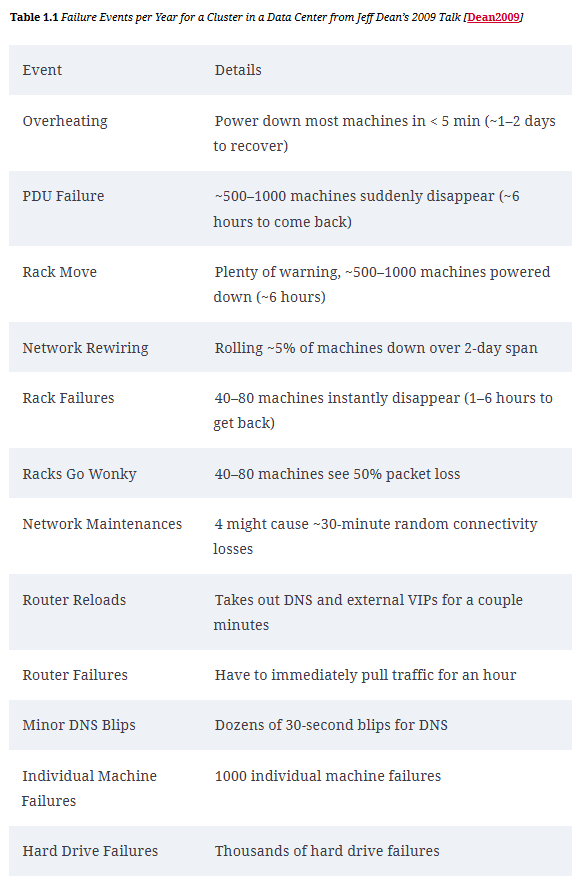 Table 1.1 Failure Events per Year for a Cluster in a Data Center from Jeff Dean’s 2009 Talk [Dean2009]
Event Details
Overheating Power down most machines in < 5 min (~1–2 days
to recover)
PDU Failure ~500–1000 machines suddenly disappear (~6
hours to come back)
Rack Move Plenty of warning, ~500–1000 machines powered
down (~6 hours)
Network Rewiring Rolling ~5% of machines down over 2-day span
Rack Failures 40–80 machines instantly disappear (1–6 hours to
get back)
Racks Go Wonky 40–80 machines see 50% packet loss
Network Maintenances 4 might cause ~30-minute random connectivity
losses
Router Reloads Takes out DNS and external VIPs for a couple
minutes
Router Failures Have to immediately pull traffic for an hour
Minor DNS Blips Dozens of 30-second blips for DNS
Individual Machine 1000 individual machine failures
Failures
Hard Drive Failures Thousands of hard drive failures